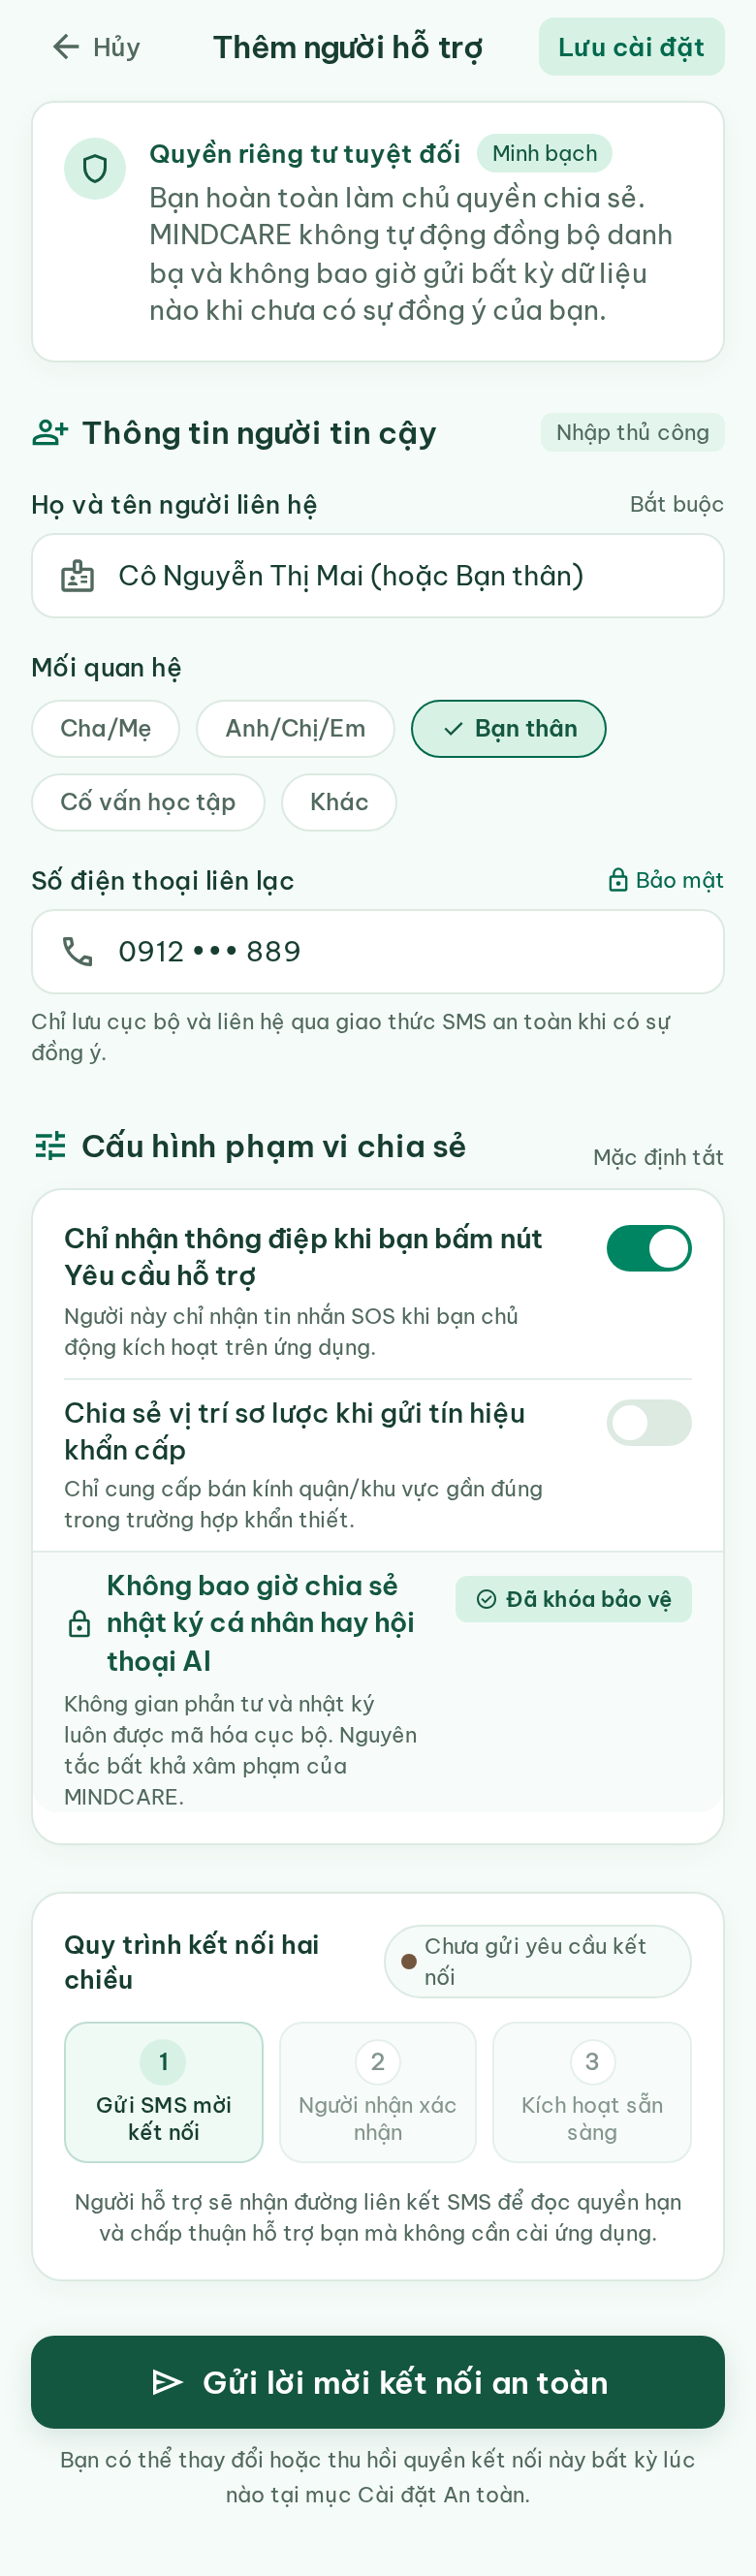 Hủy
Thêm người hỗ trợ
Lưu cài đặt
Quyền riêng tư tuyệt đối
Minh bạch
Bạn hoàn toàn làm chủ quyền chia sẻ.
MINDCARE không tự động đồng bộ danh
bạ và không bao giờ gửi bất kỳ dữ liệu
nào khi chưa có sự đồng ý của bạn.
Thông tin người tin cậy
Nhập thủ công
Họ và tên người liên hệ
Bắt buộc
Cô Nguyễn Thị Mai (hoặc Bạn thân)
Mối quan hệ
Cha/Mẹ
Anh/Chị/Em
Bạn thân
Cố vấn học tập
Khác
Số điện thoại liên lạc
Bảo mật
0912 ••• 889
Chỉ lưu cục bộ và liên hệ qua giao thức SMS an toàn khi có sự
đồng ý.
Cấu hình phạm vi chia sẻ
Mặc định tắt
Chỉ nhận thông điệp khi bạn bấm nút
Yêu cầu hỗ trợ
Người này chỉ nhận tin nhắn SOS khi bạn chủ
động kích hoạt trên ứng dụng.
Chia sẻ vị trí sơ lược khi gửi tín hiệu
khẩn cấp
Chỉ cung cấp bán kính quận/khu vực gần đúng
trong trường hợp khẩn thiết.
Không bao giờ chia sẻ
nhật ký cá nhân hay hội
thoại AI
Đã khóa bảo vệ
Không gian phản tư và nhật ký
luôn được mã hóa cục bộ. Nguyên
tắc bất khả xâm phạm của
MINDCARE.
Quy trình kết nối hai
chiều
Chưa gửi yêu cầu kết
nối
1
Gửi SMS mời
kết nối
2
Người nhận xác
nhận
3
Kích hoạt sẵn
sàng
Người hỗ trợ sẽ nhận đường liên kết SMS để đọc quyền hạn
và chấp thuận hỗ trợ bạn mà không cần cài ứng dụng.
Gửi lời mời kết nối an toàn
Bạn có thể thay đổi hoặc thu hồi quyền kết nối này bất kỳ lúc
nào tại mục Cài đặt An toàn.